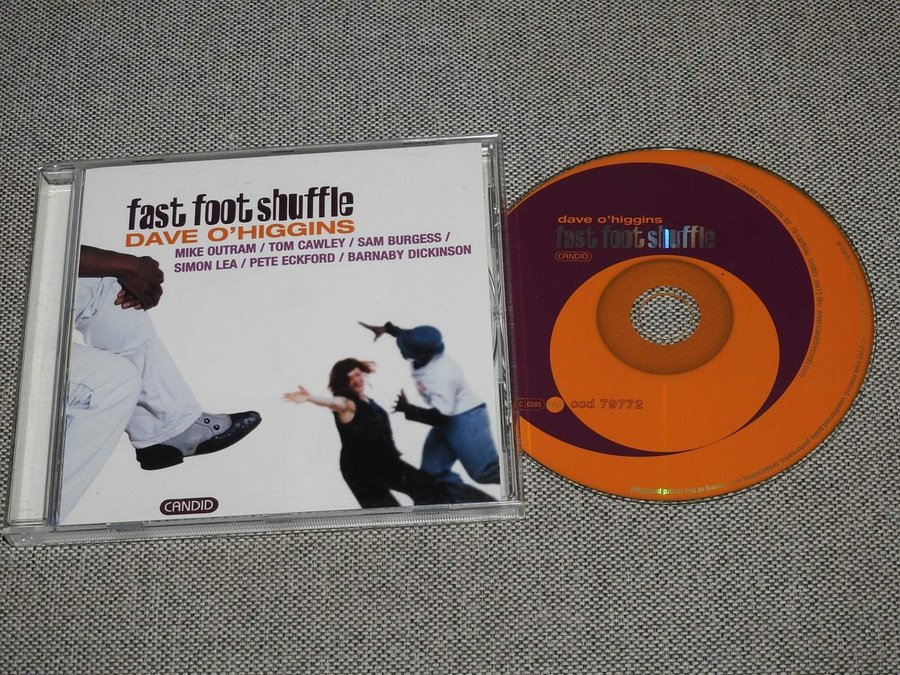 fast foot shuffle
DAVE O'HIGGINS
MIKE OUTRAM / TOM CAWLEY / SAM BURGESS /
SIMON LEA / PETE ECKFORD / BARNABY DICKINSON
CANDID
dave o'higgins
fast foot shuffle
CANDID
ccd 79772